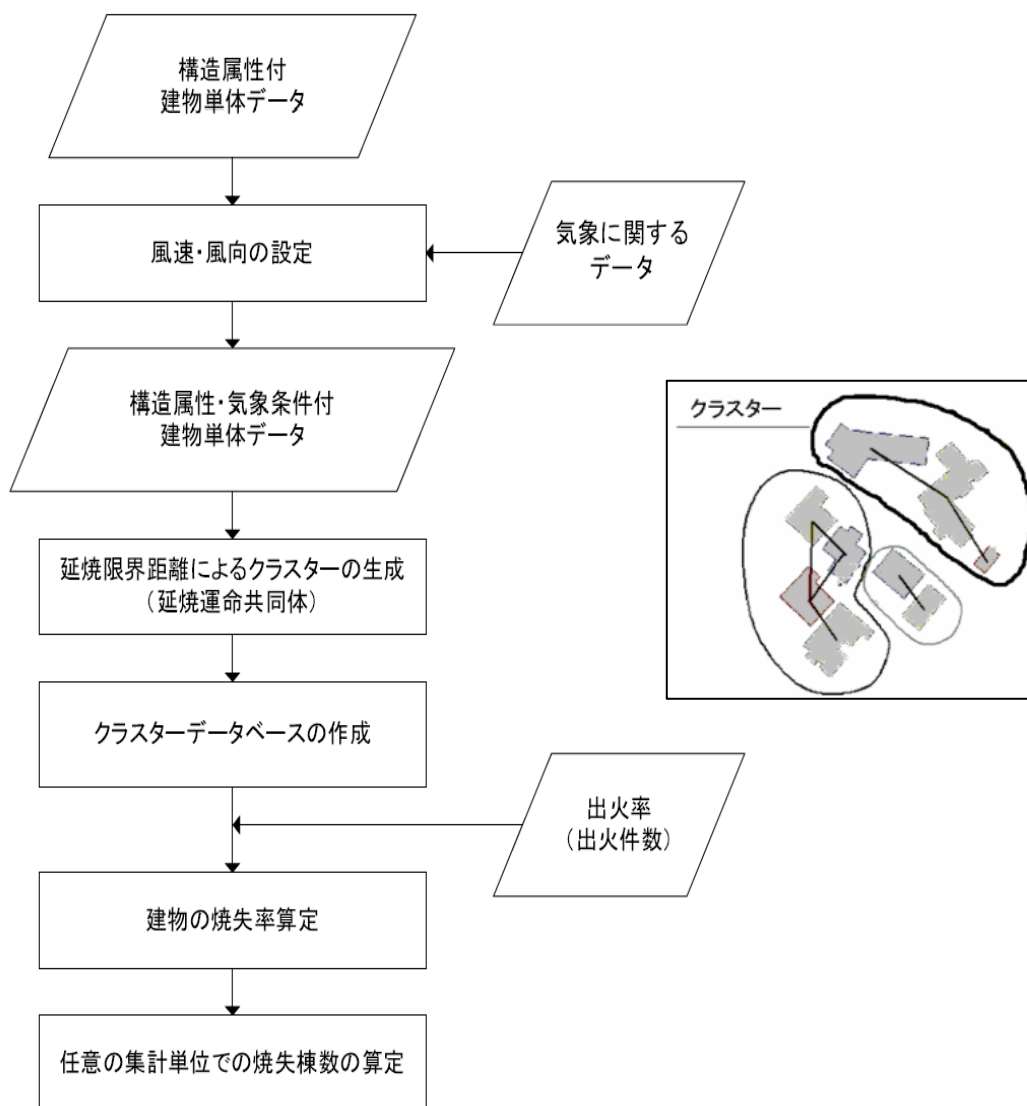 構造属性付
建物単体データ
風速・風向の設定
気象に関する
データ
構造属性・気象条件付
建物単体データ
クラスター
延焼限界距離によるクラスターの生成
(延焼運命共同体)
クラスターデータベースの作成
出火率
(出火件数)
建物の焼失率算定
任意の集計単位での焼失棟数の算定